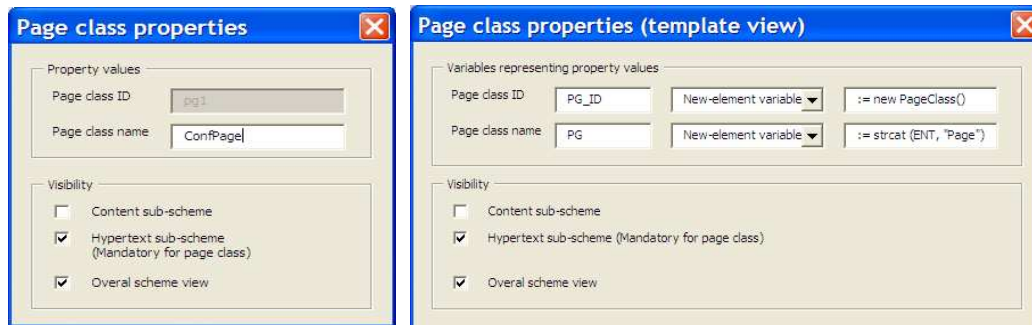 Page class properties
Property values
Page class ID
pg1
Page class name
ConfPage
Visibility
Content sub-scheme
Hypertext sub-scheme
(Mandatory for page class)
Overal scheme view
Page class properties (template view)
Variables representing property values
Page class ID PG_ID New-element variable := new PageClass()
Page class name PG New-element variable := strcat (ENT, "Page")
Visibility
Content sub-scheme
Hypertext sub-scheme (Mandatory for page class)
Overal scheme view